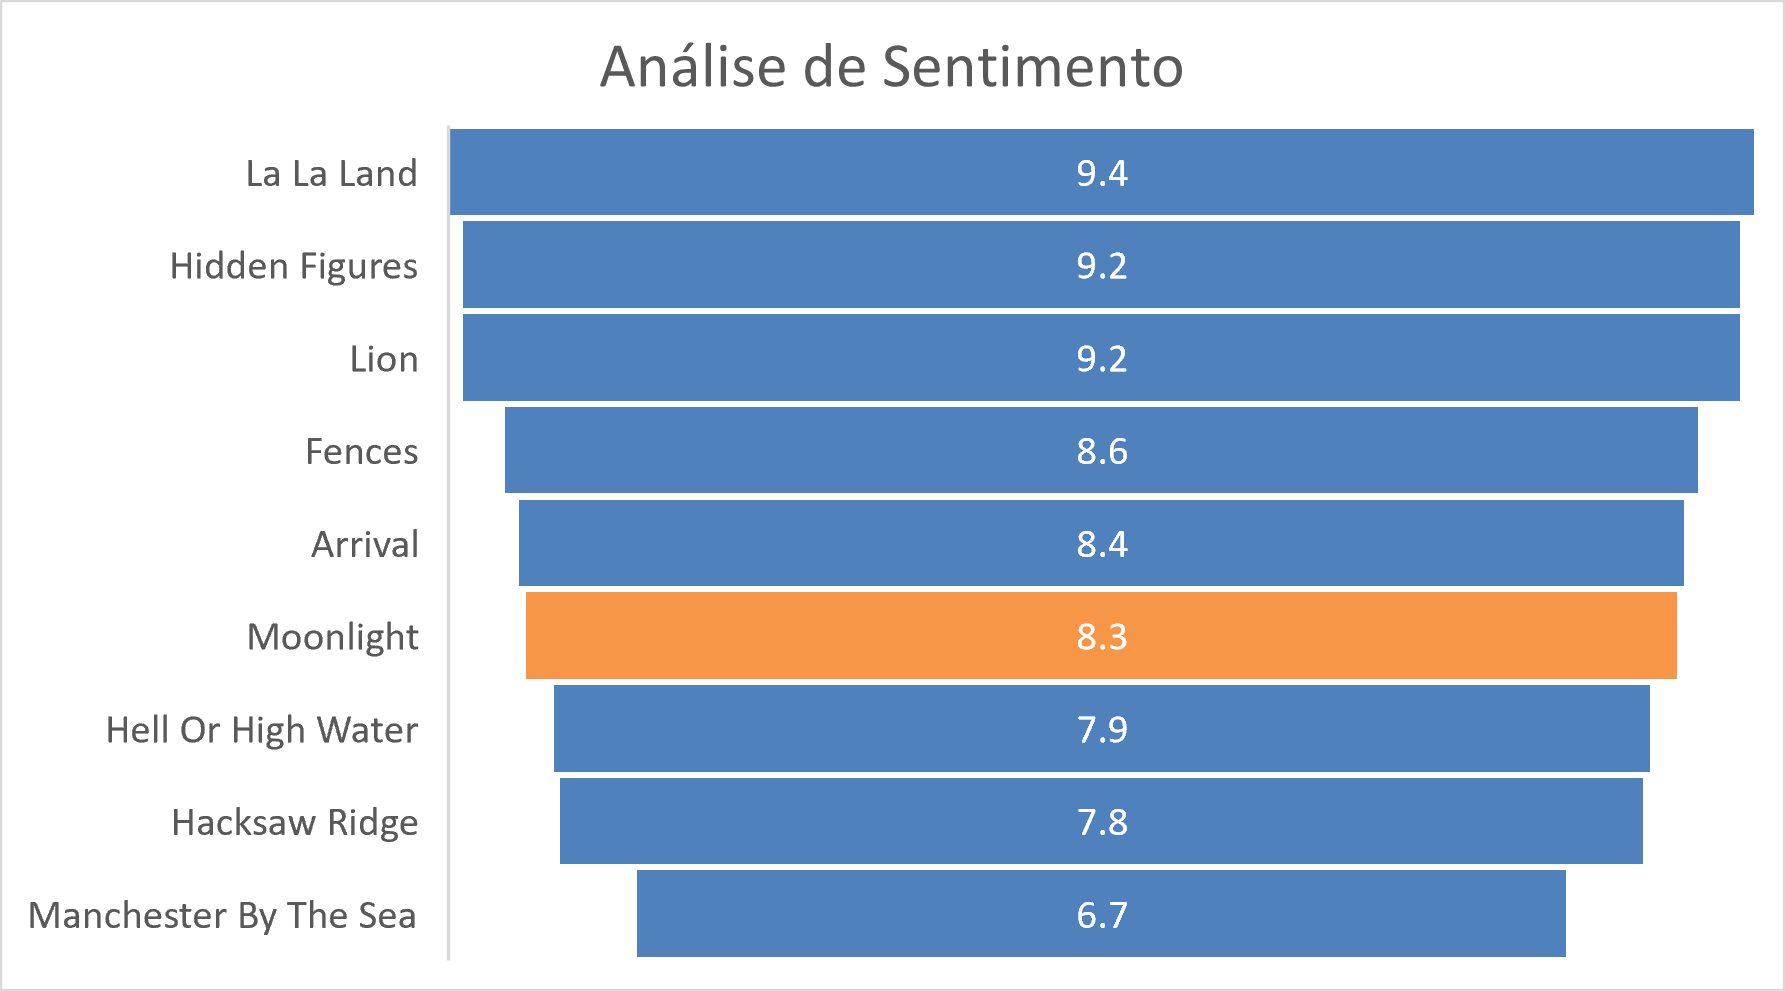 Análise de Sentimento
La La Land 9.4
Hidden Figures 9.2
Lion 9.2
Fences 8.6
Arrival 8.4
Moonlight 8.3
Hell Or High Water 7.9
Hacksaw Ridge 7.8
Manchester By The Sea 6.7